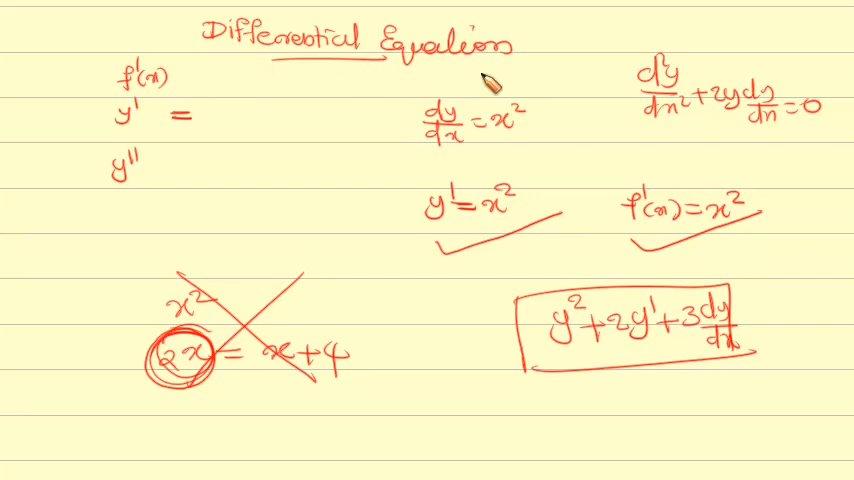 Differential Equations
f'(x)
y' =
y''
dy/dx = x²
d²y/dx² + 2y dy/dx = 0
y' = x²
f'(x) = x²
x²
2x = x + 4
y² + 2y' + 3 dy/dx